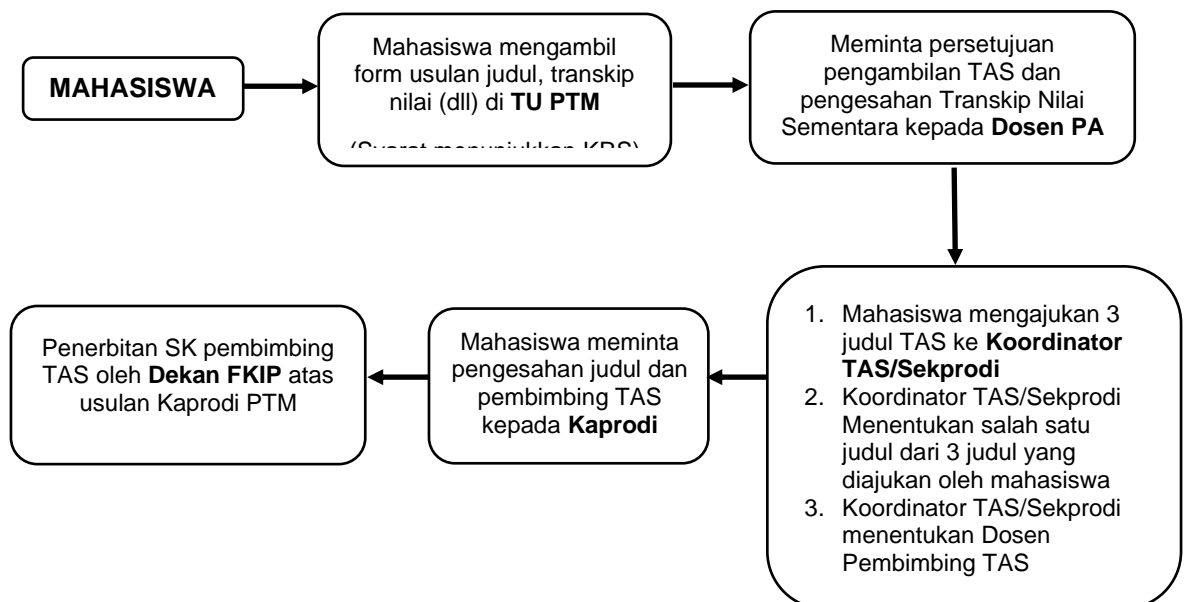 MAHASISWA
Mahasiswa mengambil
form usulan judul, transkip
nilai (dll) di TU PTM
(Syarat menunjukkan KRS)
Meminta persetujuan
pengambilan TAS dan
pengesahan Transkip Nilai
Sementara kepada Dosen PA
1. Mahasiswa mengajukan 3
judul TAS ke Koordinator
TAS/Sekprodi
2. Koordinator TAS/Sekprodi
Menentukan salah satu
judul dari 3 judul yang
diajukan oleh mahasiswa
3. Koordinator TAS/Sekprodi
menentukan Dosen
Pembimbing TAS
Mahasiswa meminta
pengesahan judul dan
pembimbing TAS
kepada Kaprodi
Penerbitan SK pembimbing
TAS oleh Dekan FKIP atas
usulan Kaprodi PTM